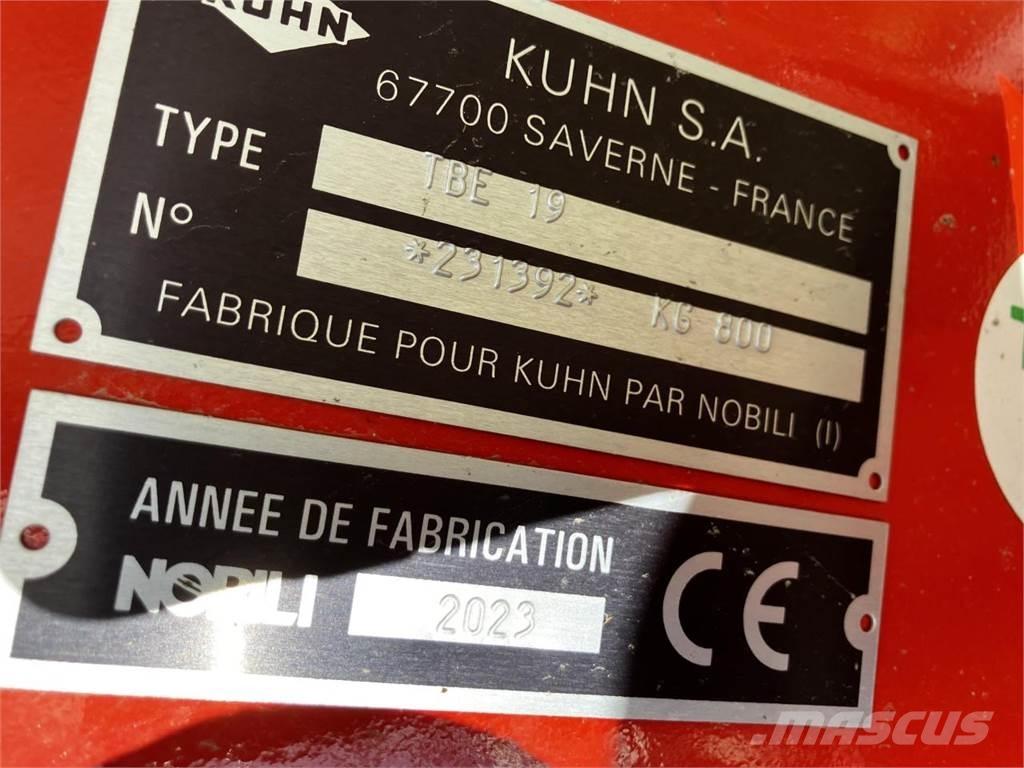 KUHN
KUHN S.A.
67700 SAVERNE - FRANCE
TYPE TBE 19
N° *231392* KG 800
FABRIQUE POUR KUHN PAR NOBILI (I)
ANNEE DE FABRICATION
NOBILI 2023 CE
mascus